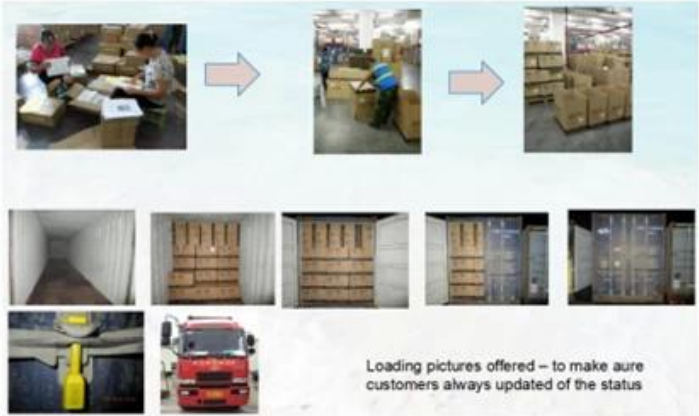 Loading pictures offered – to make aure
customers always updated of the status